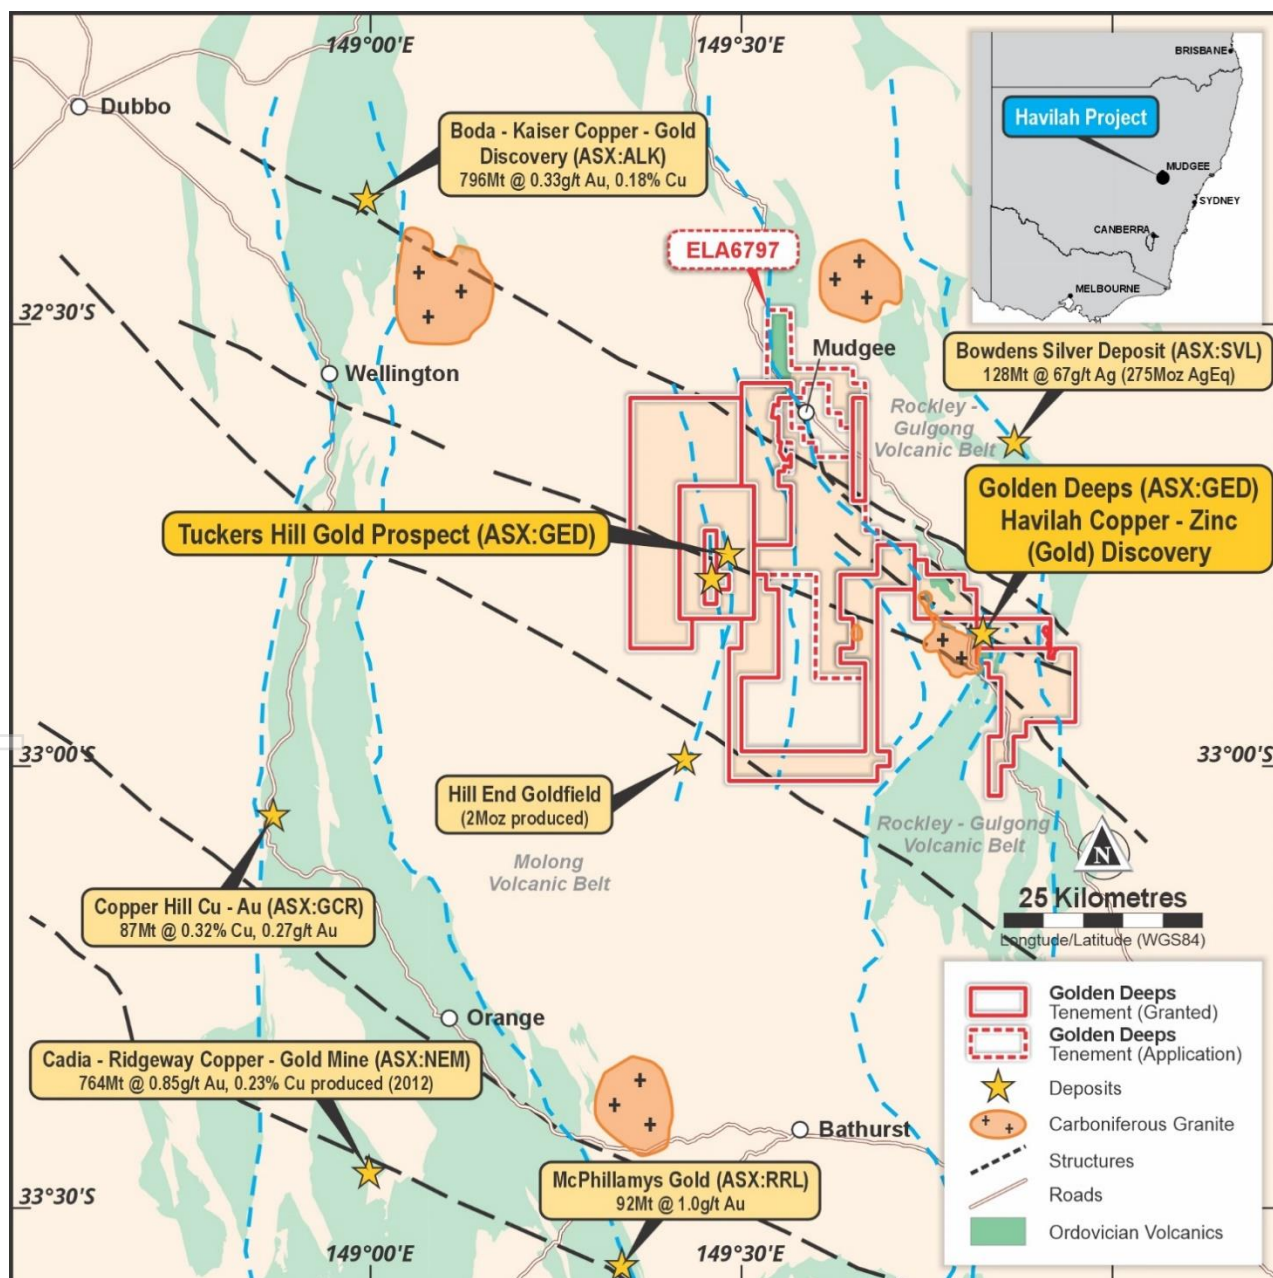 149°00'E
149°30'E
BRISBANE
Dubbo
Boda - Kaiser Copper - Gold
Discovery (ASX:ALK)
796Mt @ 0.33g/t Au, 0.18% Cu
Havilah Project
MUDGEE
SYDNEY
CANBERRA
MELBOURNE
ELA6797
32°30'S
32°30'S
Mudgee
Bowdens Silver Deposit (ASX:SVL)
128Mt @ 67g/t Ag (275Moz AgEq)
Wellington
Rockley -
Gulgong
Volcanic Belt
Golden Deeps (ASX:GED)
Havilah Copper - Zinc
(Gold) Discovery
Tuckers Hill Gold Prospect (ASX:GED)
33°00'S
33°00'S
Hill End Goldfield
(2Moz produced)
Rockley - Gulgong
Volcanic Belt
Molong
Volcanic Belt
N
25 Kilometres
Longtude/Latitude (WGS84)
Copper Hill Cu - Au (ASX:GCR)
87Mt @ 0.32% Cu, 0.27g/t Au
Orange
Cadia - Ridgeway Copper - Gold Mine (ASX:NEM)
764Mt @ 0.85g/t Au, 0.23% Cu produced (2012)
Bathurst
McPhillamys Gold (ASX:RRL)
92Mt @ 1.0g/t Au
33°30'S
149°00'E
149°30'E
Golden Deeps
Tenement (Granted)
Golden Deeps
Tenement (Application)
Deposits
Carboniferous Granite
Structures
Roads
Ordovician Volcanics